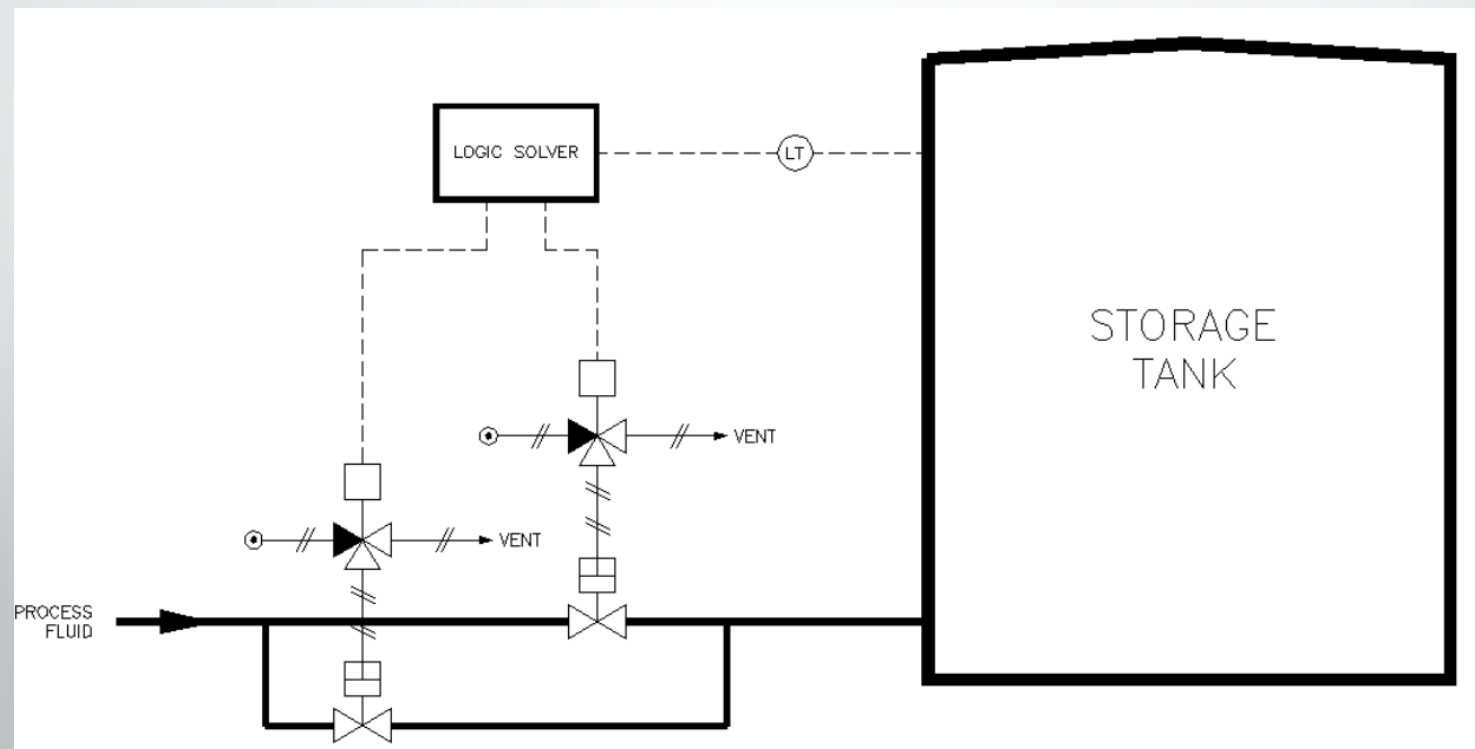 LOGIC SOLVER
LT
STORAGE
TANK
VENT
VENT
PROCESS
FLUID